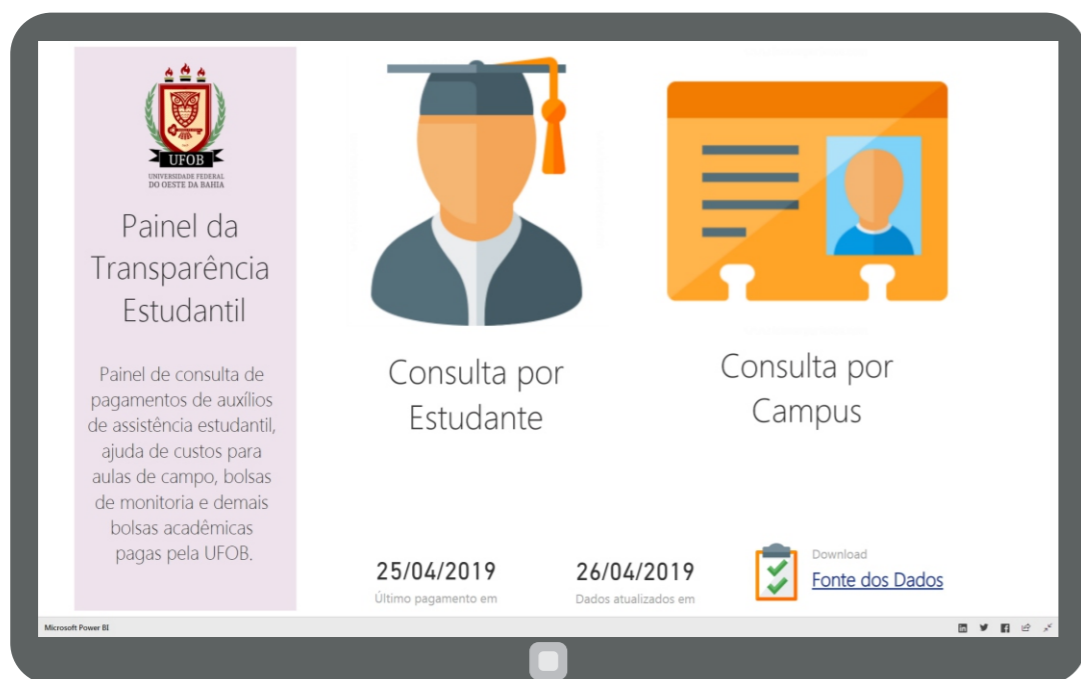 UFOB
UNIVERSIDADE FEDERAL
DO OESTE DA BAHIA
Painel da
Transparência
Estudantil
Painel de consulta de
pagamentos de auxílios
de assistência estudantil,
ajuda de custos para
aulas de campo, bolsas
de monitoria e demais
bolsas acadêmicas
pagas pela UFOB.
Consulta por
Estudante
Consulta por
Campus
25/04/2019
Último pagamento em
26/04/2019
Dados atualizados em
Download
Fonte dos Dados
Microsoft Power BI